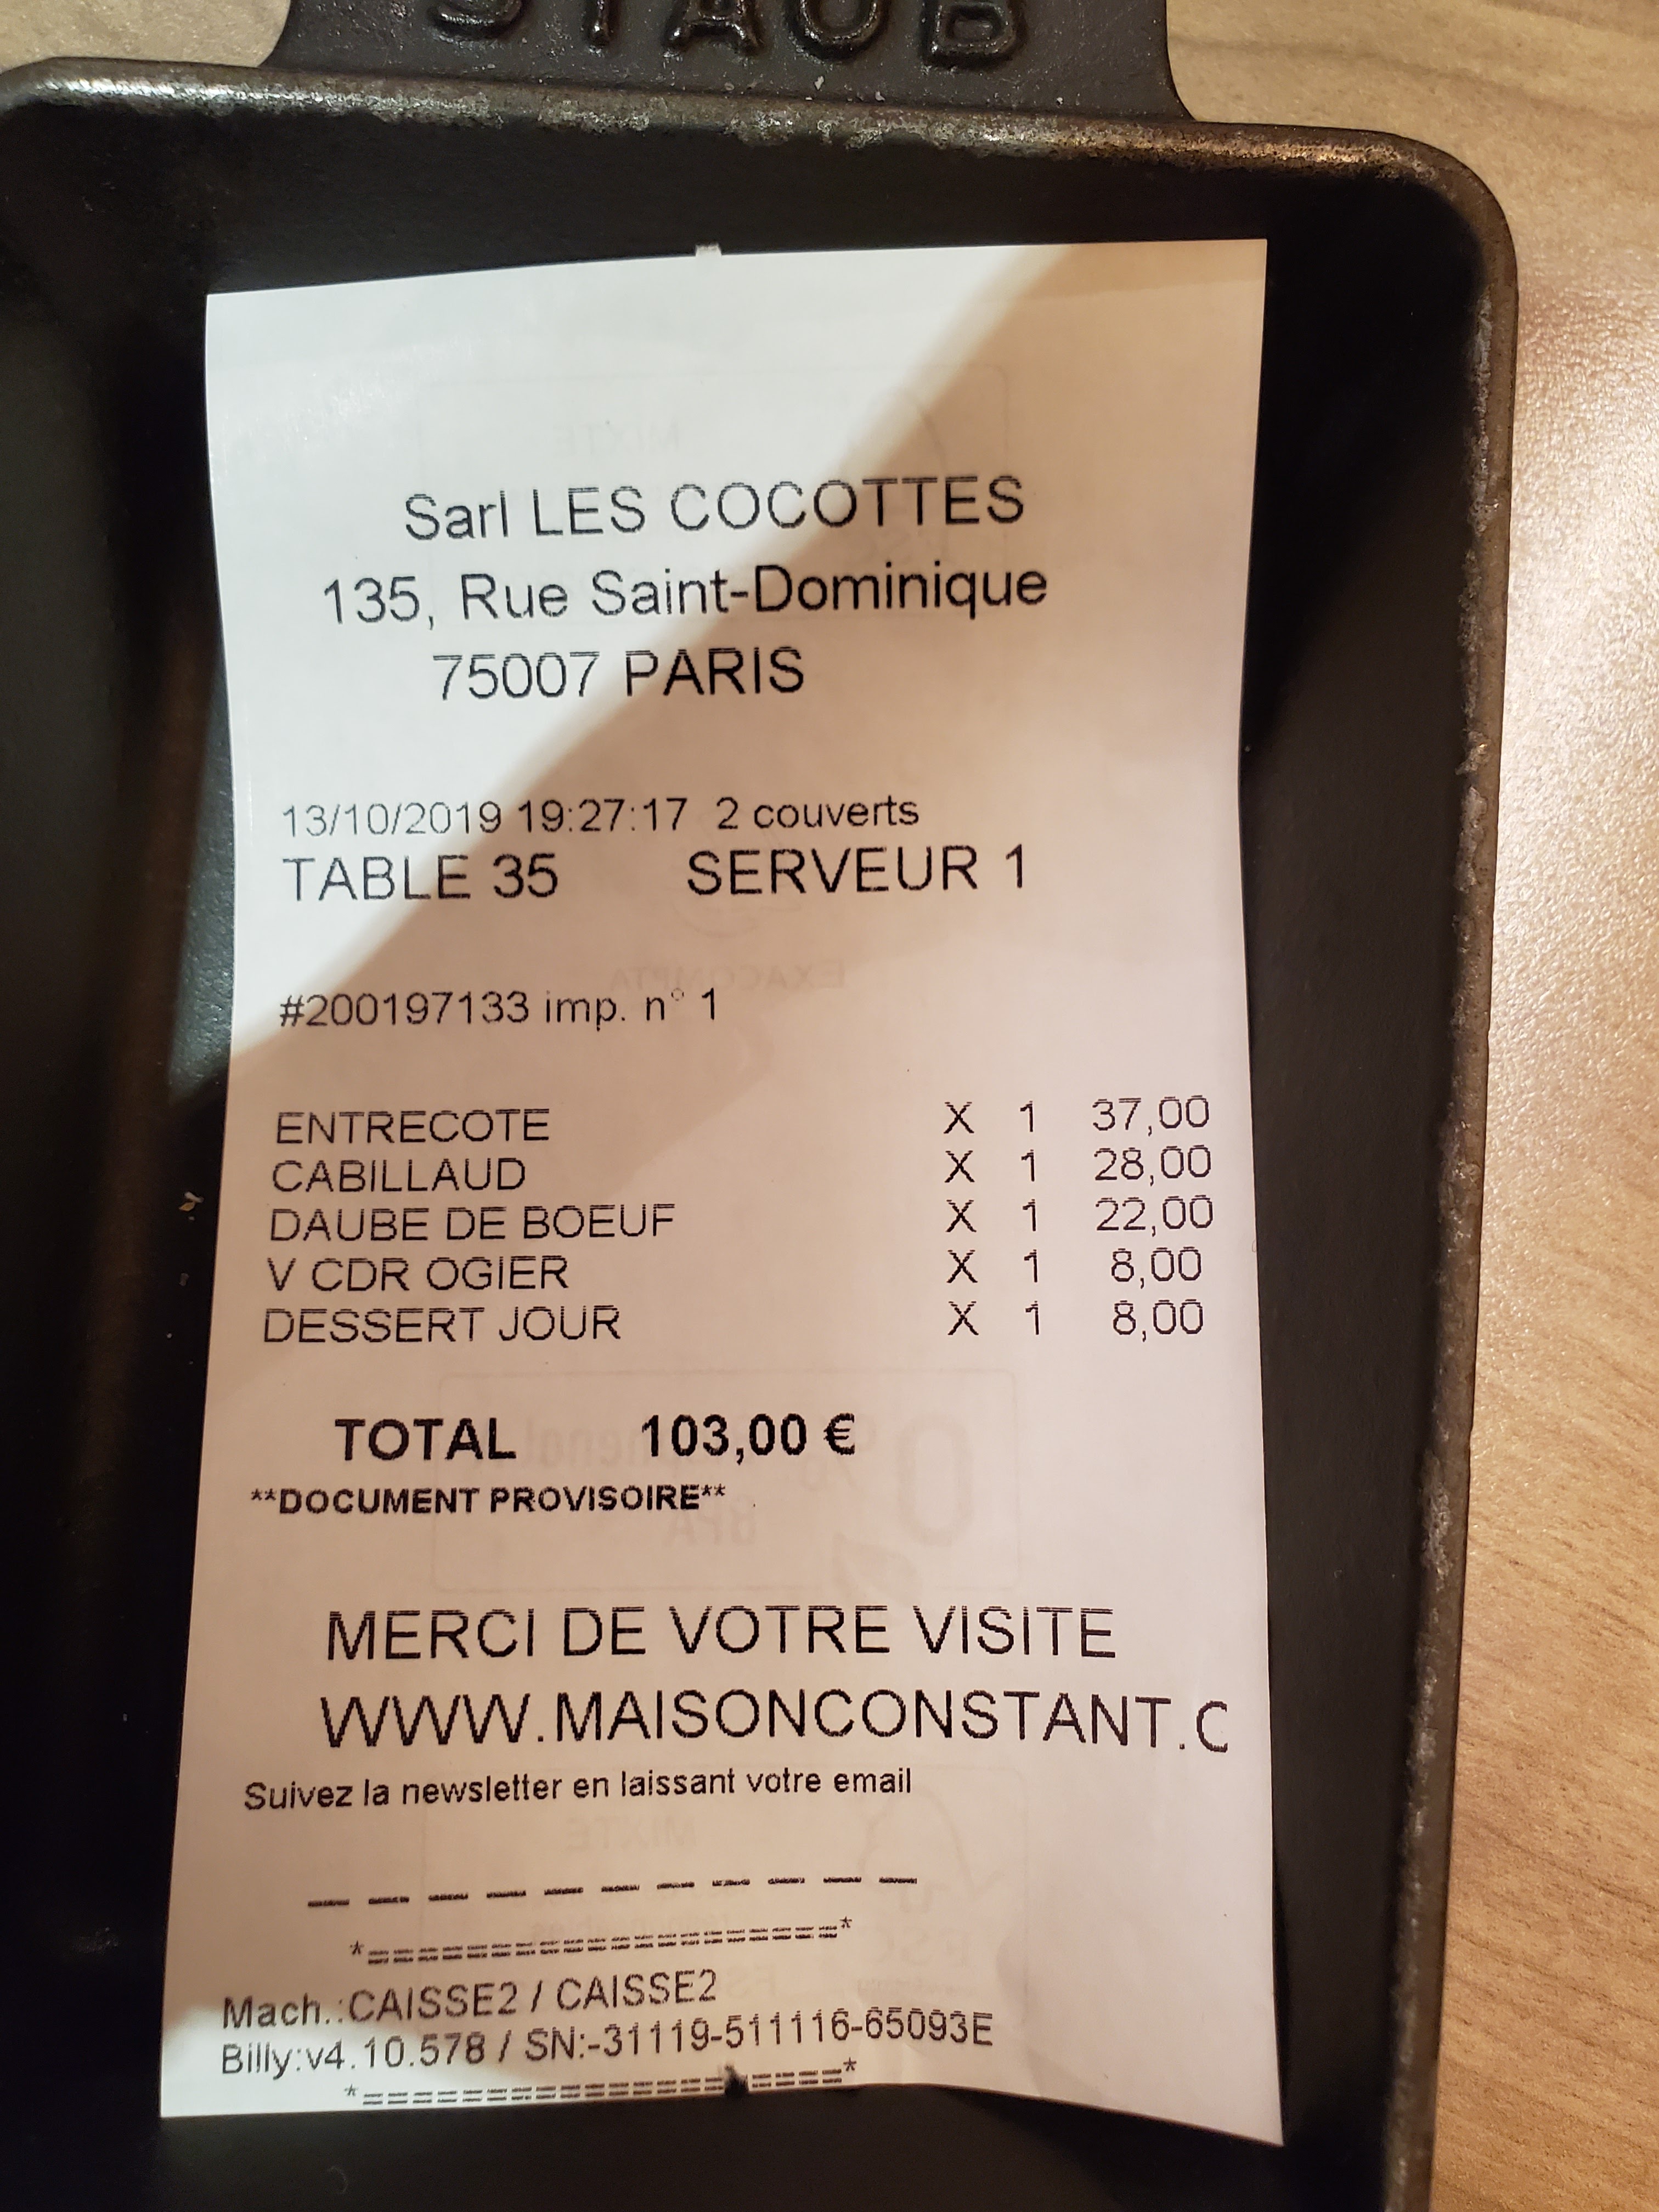 STAUB
Sarl LES COCOTTES
135, Rue Saint-Dominique
75007 PARIS
13/10/2019 19:27:17 2 couverts
TABLE 35 SERVEUR 1
#200197133 imp. n° 1
ENTRECOTE X 1 37,00
CABILLAUD X 1 28,00
DAUBE DE BOEUF X 1 22,00
V CDR OGIER X 1 8,00
DESSERT JOUR X 1 8,00
TOTAL 103,00 €
**DOCUMENT PROVISOIRE**
MERCI DE VOTRE VISITE
WWW.MAISONCONSTANT.C
Suivez la newsletter en laissant votre email
Mach.:CAISSE2 / CAISSE2
Billy:v4.10.578 / SN:-31119-511116-65093E